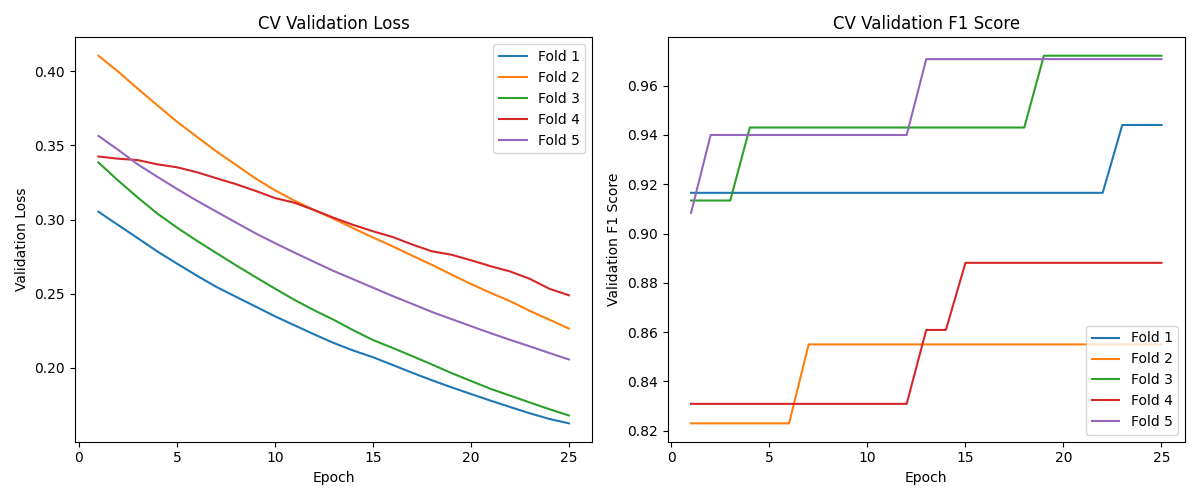 CV Validation Loss
Validation Loss
0.40
0.35
0.30
0.25
0.20
0
5
10
15
20
25
Epoch
Fold 1
Fold 2
Fold 3
Fold 4
Fold 5
CV Validation F1 Score
Validation F1 Score
0.96
0.94
0.92
0.90
0.88
0.86
0.84
0.82
0
5
10
15
20
25
Epoch
Fold 1
Fold 2
Fold 3
Fold 4
Fold 5